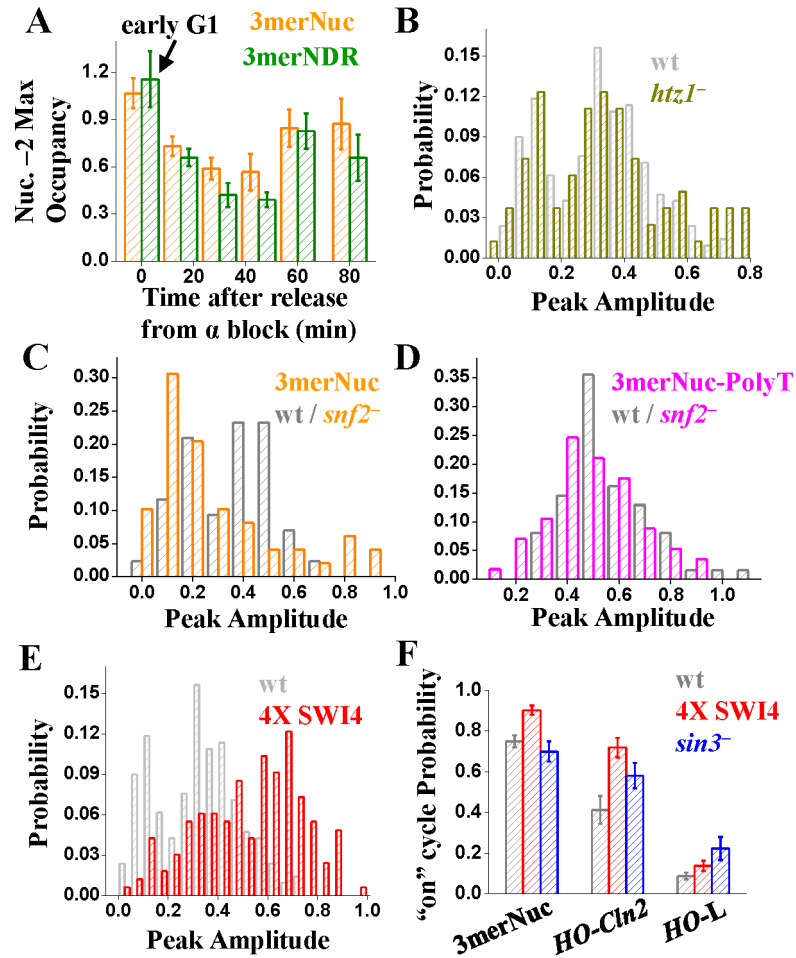 A
early G1
3merNuc
3merNDR
Nuc. –2 Max
Occupancy
1.2
0.9
0.6
0.3
0.0
0 20 40 60 80
Time after release
from α block (min)
B
wt
htz1–
Probability
0.15
0.12
0.09
0.06
0.03
0.00
0.0 0.2 0.4 0.6 0.8
Peak Amplitude
C
3merNuc
wt / snf2–
Probability
0.30
0.25
0.20
0.15
0.10
0.05
0.00
0.0 0.2 0.4 0.6 0.8 1.0
Peak Amplitude
D
3merNuc-PolyT
wt / snf2–
Probability
0.35
0.30
0.25
0.20
0.15
0.10
0.05
0.00
0.2 0.4 0.6 0.8 1.0
Peak Amplitude
E
wt
4X SWI4
Probability
0.15
0.12
0.09
0.06
0.03
0.00
0.0 0.2 0.4 0.6 0.8 1.0
Peak Amplitude
F
wt
4X SWI4
sin3–
“on” cycle Probability
1.0
0.8
0.6
0.4
0.2
0.0
3merNuc
HO-Cln2
HO-L